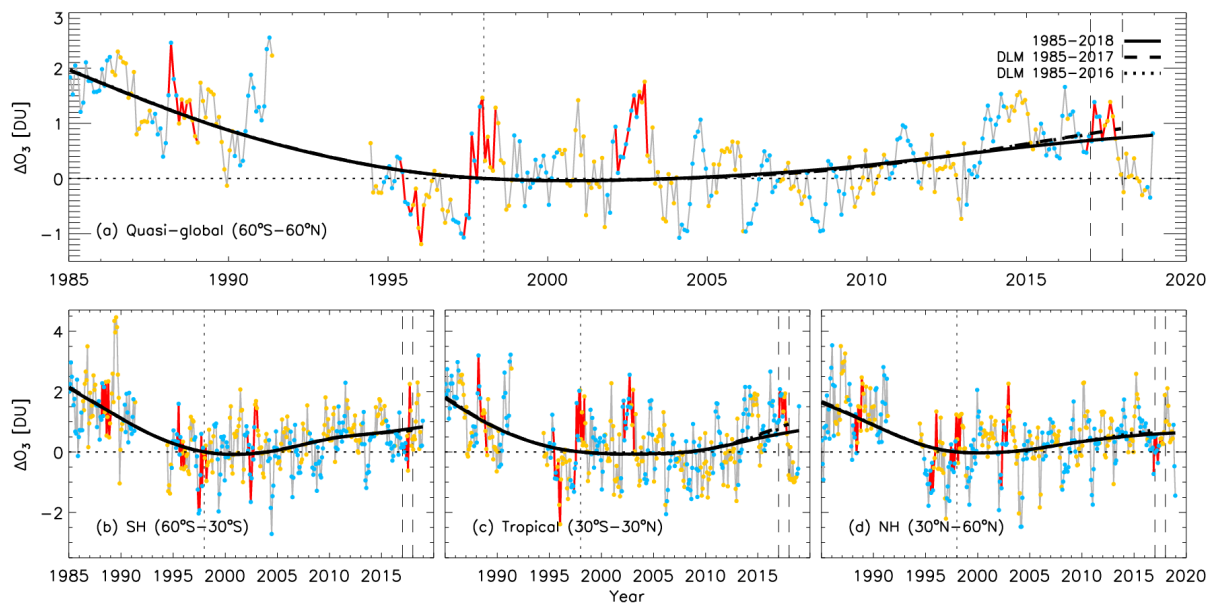 3
2
1
0
−1
ΔO3 [DU]
1985−2018
DLM 1985−2017
DLM 1985−2016
(a) Quasi−global (60°S−60°N)
1985 1990 1995 2000 2005 2010 2015 2020
4
2
0
−2
ΔO3 [DU]
(b) SH (60°S−30°S)
(c) Tropical (30°S−30°N)
(d) NH (30°N−60°N)
1985 1990 1995 2000 2005 2010 2015
1990 1995 2000 2005 2010 2015
1990 1995 2000 2005 2010 2015 2020
Year